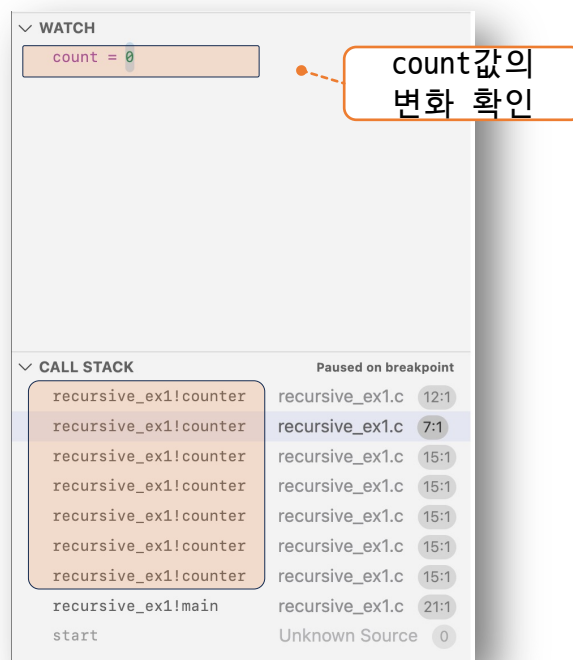 WATCH
count = 0
count값의
변화 확인
CALL STACK Paused on breakpoint
recursive_ex1!counter recursive_ex1.c 12:1
recursive_ex1!counter recursive_ex1.c 7:1
recursive_ex1!counter recursive_ex1.c 15:1
recursive_ex1!counter recursive_ex1.c 15:1
recursive_ex1!counter recursive_ex1.c 15:1
recursive_ex1!counter recursive_ex1.c 15:1
recursive_ex1!counter recursive_ex1.c 15:1
recursive_ex1!main recursive_ex1.c 21:1
start Unknown Source 0